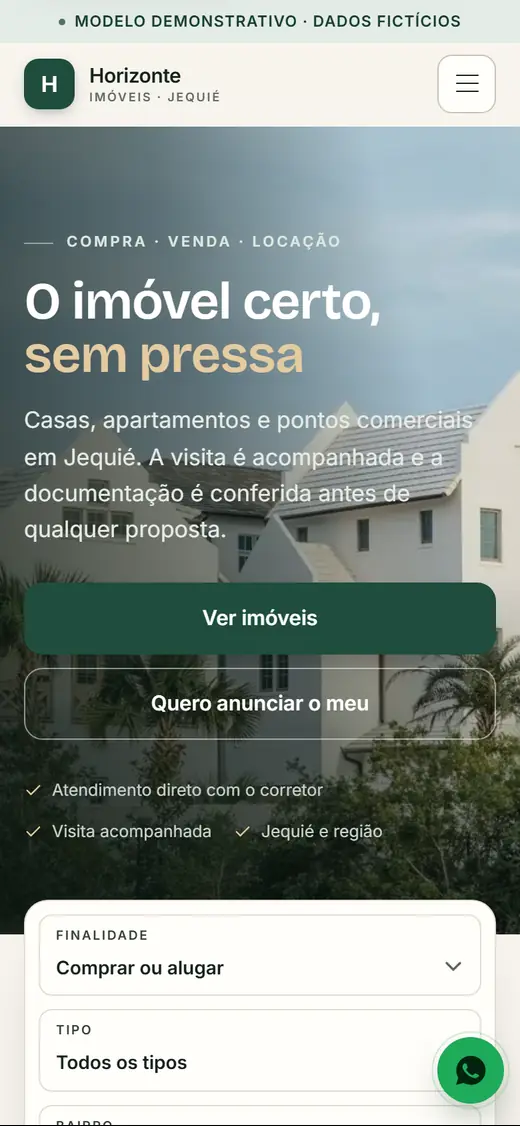 MODELO DEMONSTRATIVO · DADOS FICTÍCIOS
H
Horizonte
IMÓVEIS · JEQUIÉ
COMPRA · VENDA · LOCAÇÃO
O imóvel certo,
sem pressa
Casas, apartamentos e pontos comerciais
em Jequié. A visita é acompanhada e a
documentação é conferida antes de
qualquer proposta.
Ver imóveis
Quero anunciar o meu
Atendimento direto com o corretor
Visita acompanhada
Jequié e região
FINALIDADE
Comprar ou alugar
TIPO
Todos os tipos
BAIRRO